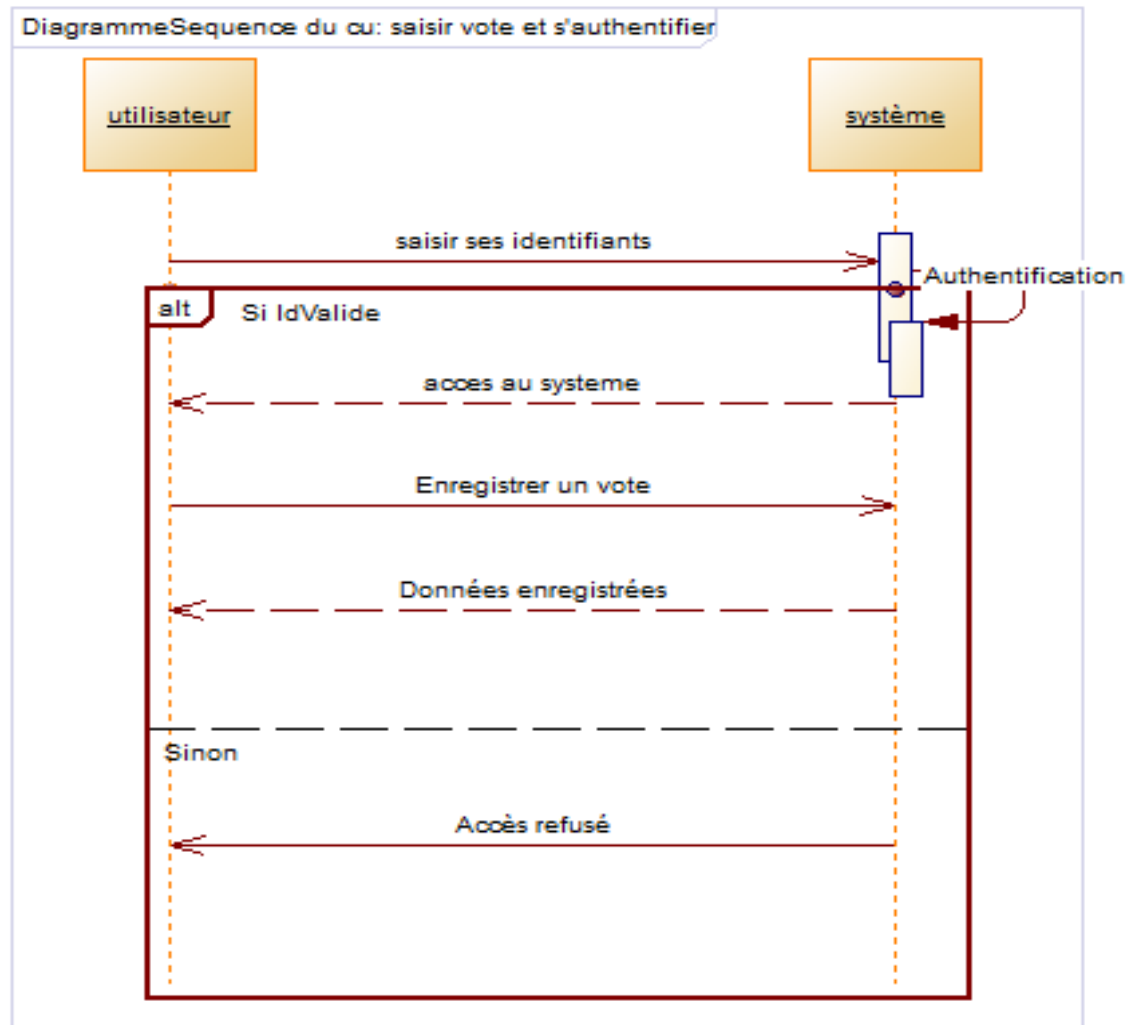 DiagrammeSequence du cu: saisir vote et s'authentifier
utilisateur
système
saisir ses identifiants
Authentification
alt
Si IdValide
acces au systeme
Enregistrer un vote
Données enregistrées
Sinon
Accès refusé